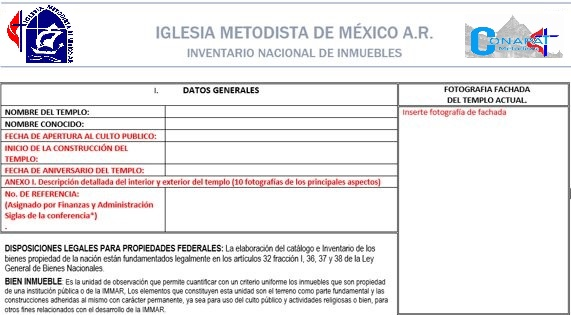 IGLESIA METODISTA DE MÉXICO A.R.
INVENTARIO NACIONAL DE INMUEBLES
CONAPAT
I. DATOS GENERALES
FOTOGRAFIA FACHADA
DEL TEMPLO ACTUAL.
NOMBRE DEL TEMPLO:
Inserte fotografía de fachada
NOMBRE CONOCIDO:
FECHA DE APERTURA AL CULTO PUBLICO:
INICIO DE LA CONSTRUCCIÓN DEL
TEMPLO:
FECHA DE ANIVERSARIO DEL TEMPLO:
ANEXO I. Descripción detallada del interior y exterior del templo (10 fotografías de los principales aspectos)
No. DE REFERENCIA:
(Asignado por Finanzas y Administración
Siglas de la conferencia*)
.
DISPOSICIONES LEGALES PARA PROPIEDADES FEDERALES: La elaboración del catálogo e Inventario de los
bienes propiedad de la nación están fundamentados legalmente en los artículos 32 fracción I, 36, 37 y 38 de la Ley
General de Bienes Nacionales.
BIEN INMUEBLE: Es la unidad de observación que permite cuantificar con un criterio uniforme los inmuebles que son propiedad
de una institución pública o de la IMMAR, Los elementos que constituyen esta unidad son el terreno como parte fundamental y las
construcciones adheridas al mismo con carácter permanente, ya sea para uso del culto público y actividades religiosas o bien, para
otros fines relacionados con el desarrollo de la IMMAR.